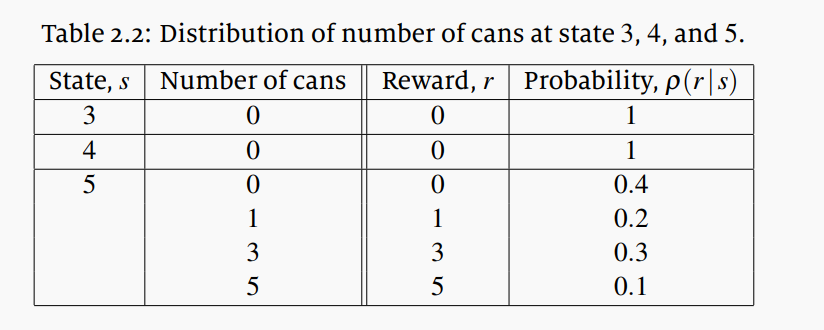 Table 2.2: Distribution of number of cans at state 3, 4, and 5.
State, s Number of cans Reward, r Probability, ρ(r|s)
3 0 0 1
4 0 0 1
5 0 0 0.4
1 1 0.2
3 3 0.3
5 5 0.1